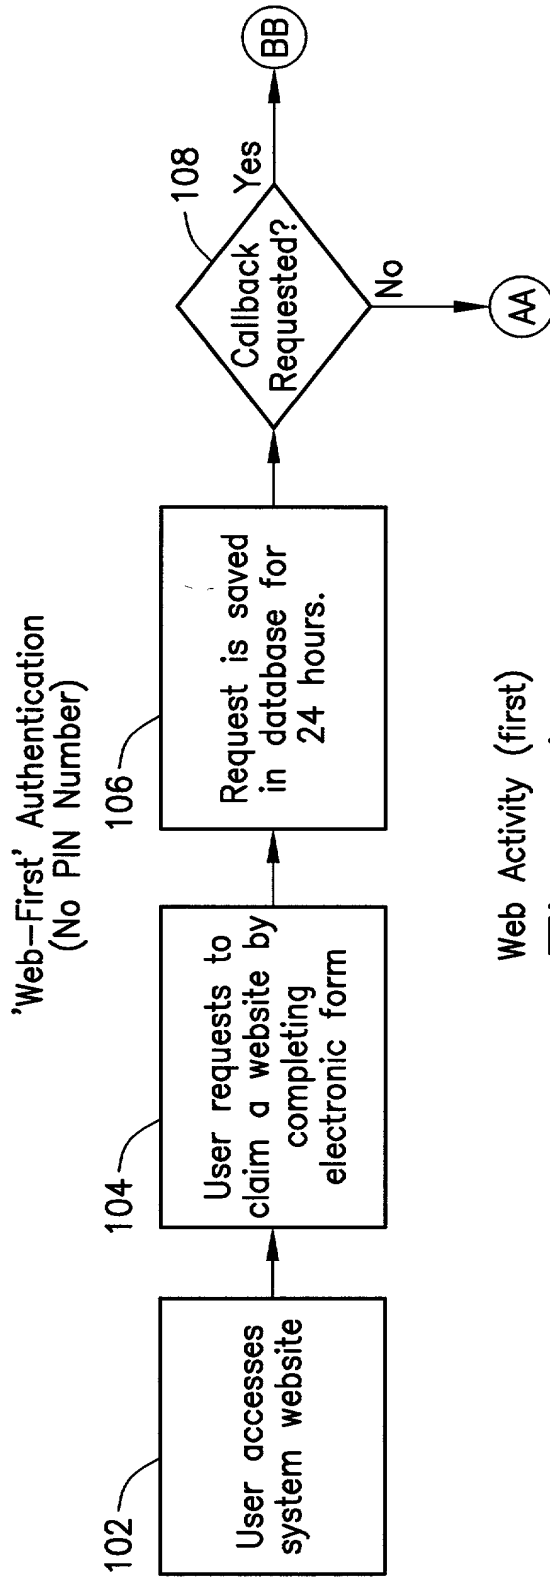 'Web-First' Authentication
(No PIN Number)
102
User accesses
system website
104
User requests to
claim a website by
completing
electronic form
106
Request is saved
in database for
24 hours.
108
Callback
Requested?
Yes
BB
No
AA
Web Activity (first)